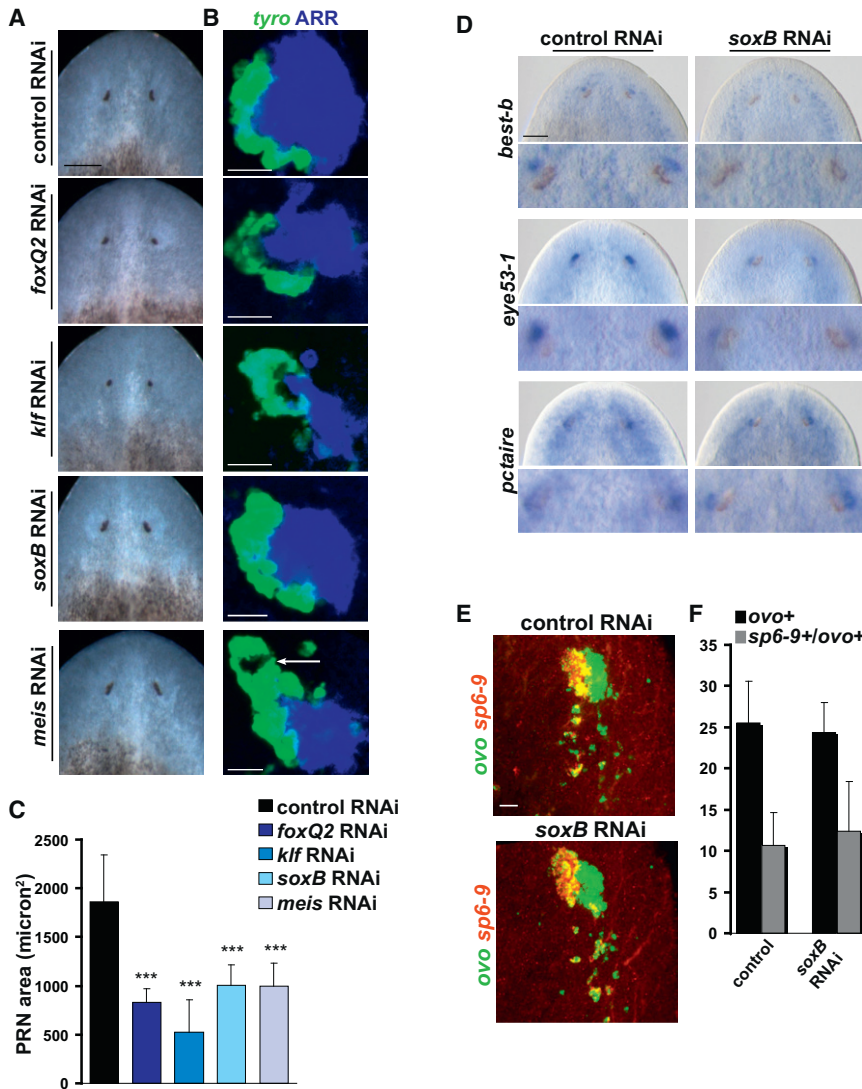 A
control RNAi
foxQ2 RNAi
klf RNAi
soxB RNAi
meis RNAi
B
tyro ARR
C
control RNAi
foxQ2 RNAi
klf RNAi
soxB RNAi
meis RNAi
PRN area (micron²)
2500
2000
1500
1000
500
0
***
***
***
***
D
control RNAi
soxB RNAi
best-b
eye53-1
pctaire
E
control RNAi
ovo sp6-9
soxB RNAi
ovo sp6-9
F
ovo+
sp6-9+/ovo+
35
30
25
20
15
10
5
0
control
soxB
RNAi